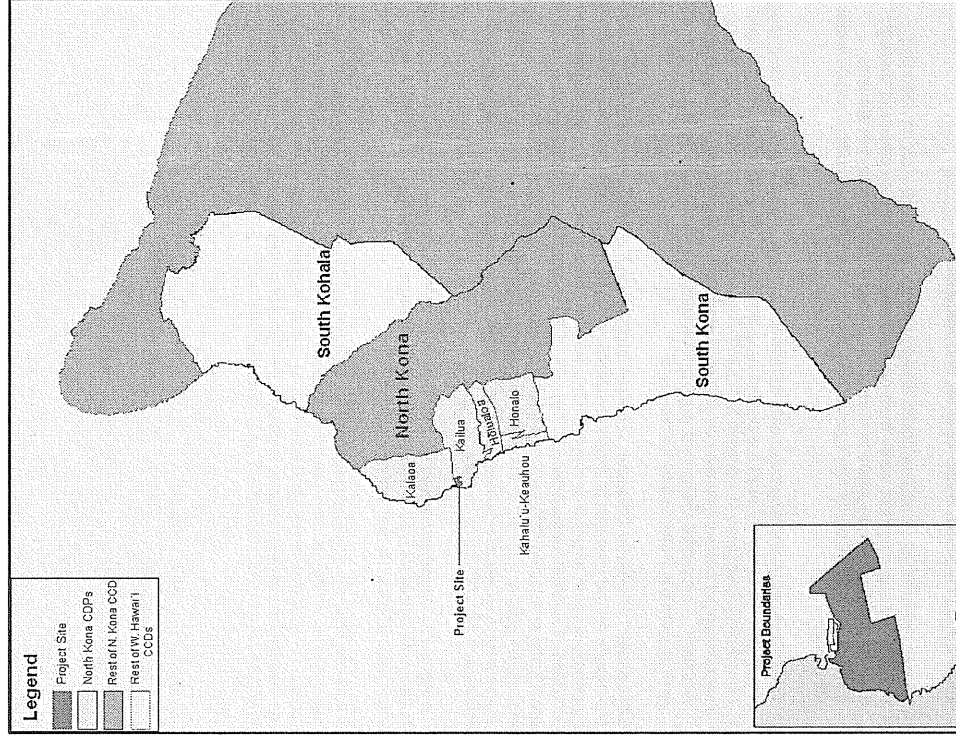 Legend
Project Site
North Kona CDPs
Rest of N. Kona CCD
Rest of W. Hawai'i
CCDs
South Kohala
North Kona
Kalaoa
Kailua
Holualoa
Honalo
Kahalu'u-Keauhou
Project Site
South Kona
Project Boundaries